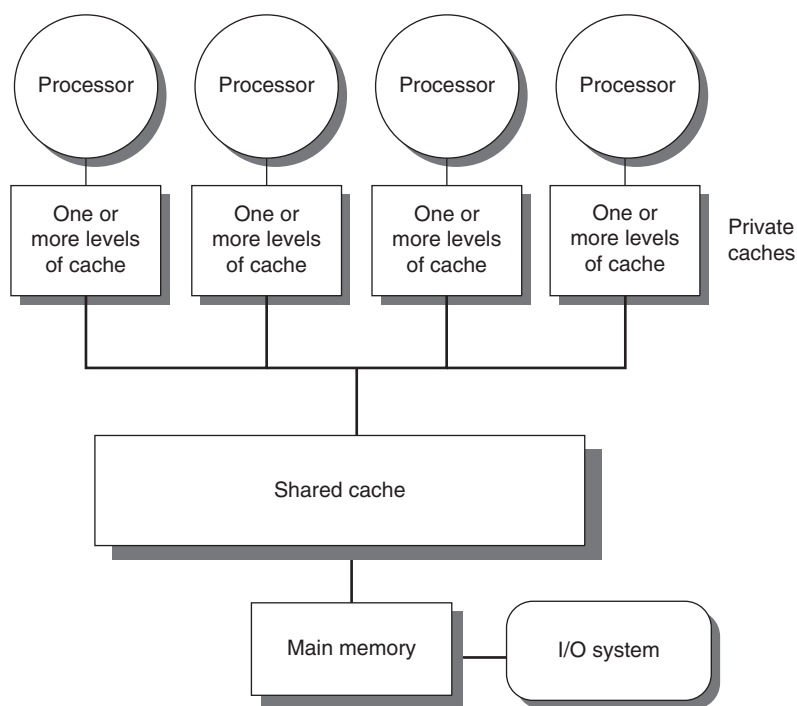 Processor
Processor
Processor
Processor
One or
more levels
of cache
One or
more levels
of cache
One or
more levels
of cache
One or
more levels
of cache
Private
caches
Shared cache
Main memory
I/O system